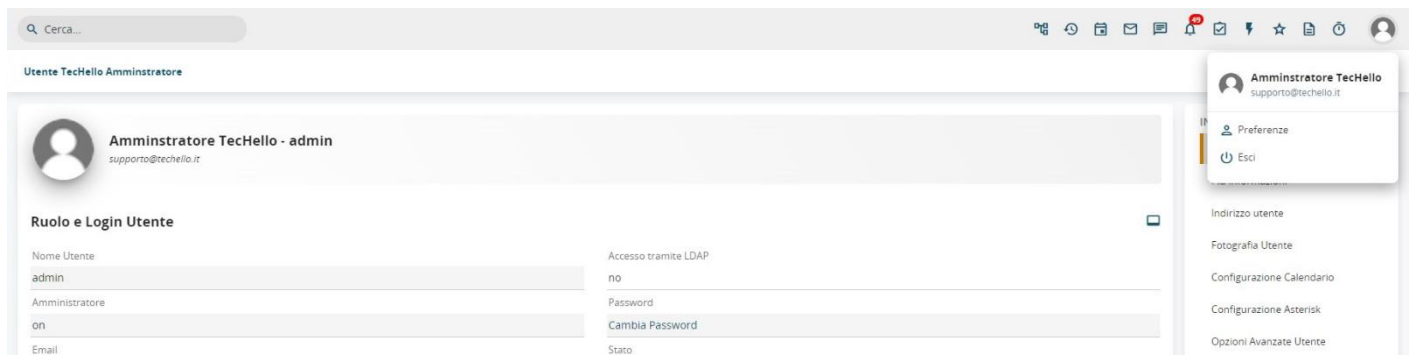 Cerca...
49
Utente TecHello Amminstratore
Amminstratore TecHello
supporto@techello.it
Preferenze
Esci
Amminstratore TecHello - admin
supporto@techello.it
Ruolo e Login Utente
Nome Utente
Accesso tramite LDAP
admin
no
Amministratore
Password
on
Cambia Password
Email
Stato
Indirizzo utente
Fotografia Utente
Configurazione Calendario
Configurazione Asterisk
Opzioni Avanzate Utente